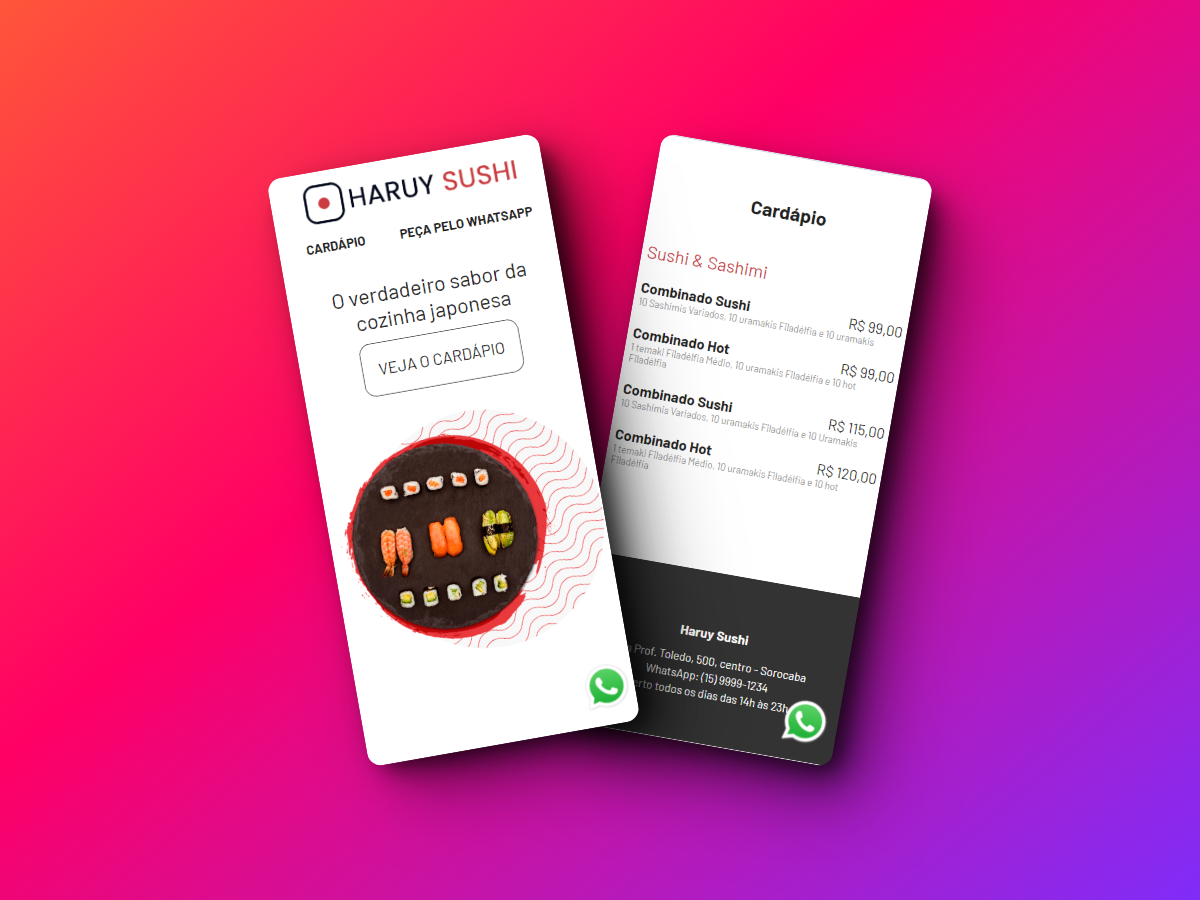 HARUY SUSHI
CARDÁPIO
PEÇA PELO WHATSAPP
O verdadeiro sabor da
cozinha japonesa
VEJA O CARDÁPIO
Cardápio
Sushi & Sashimi
Combinado Sushi
R$ 99,00
10 Sashimis Variados, 10 uramakis Filadélfia e 10 uramakis
Combinado Hot
R$ 99,00
1 temaki Filadélfia Médio, 10 uramakis Filadélfia e 10 hot
Filadélfia
Combinado Sushi
R$ 115,00
10 Sashimis Variados, 10 uramakis Filadélfia e 10 Uramakis
Combinado Hot
R$ 120,00
1 temaki Filadélfia Médio, 10 uramakis Filadélfia e 10 hot
Filadélfia
Haruy Sushi
Prof. Toledo, 500, centro - Sorocaba
WhatsApp: (15) 9999-1234
todos os dias das 14h às 23h